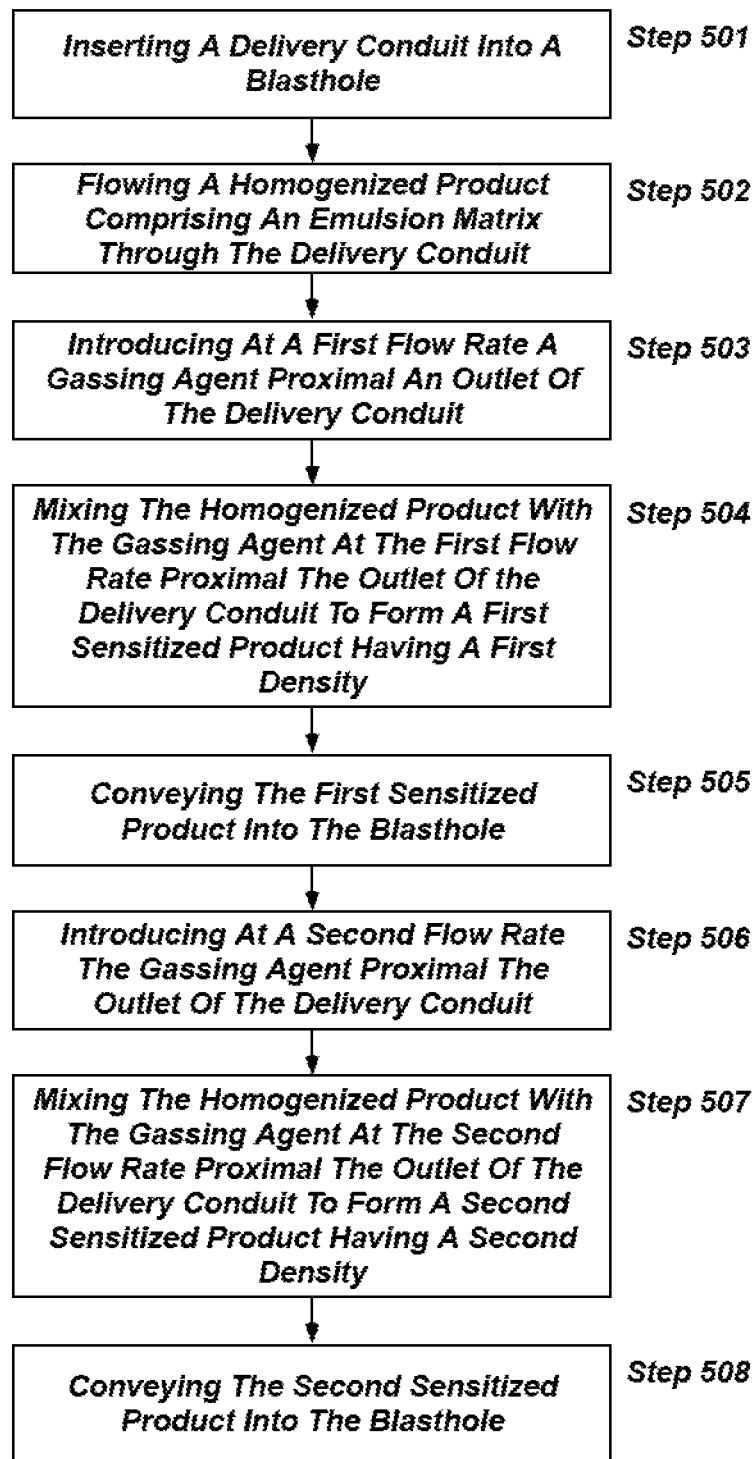 Inserting A Delivery Conduit Into A
Blasthole
Step 501
Flowing A Homogenized Product
Comprising An Emulsion Matrix
Through The Delivery Conduit
Step 502
Introducing At A First Flow Rate A
Gassing Agent Proximal An Outlet Of
The Delivery Conduit
Step 503
Mixing The Homogenized Product With
The Gassing Agent At The First Flow
Rate Proximal The Outlet Of the
Delivery Conduit To Form A First
Sensitized Product Having A First
Density
Step 504
Conveying The First Sensitized
Product Into The Blasthole
Step 505
Introducing At A Second Flow Rate
The Gassing Agent Proximal The
Outlet Of The Delivery Conduit
Step 506
Mixing The Homogenized Product With
The Gassing Agent At The Second
Flow Rate Proximal The Outlet Of The
Delivery Conduit To Form A Second
Sensitized Product Having A Second
Density
Step 507
Conveying The Second Sensitized
Product Into The Blasthole
Step 508